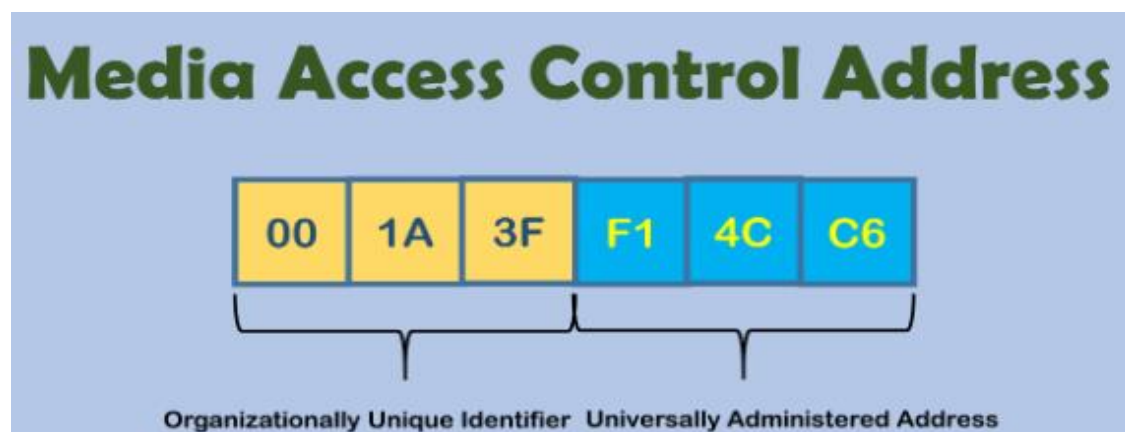 Media Access Control Address
00 1A 3F F1 4C C6
Organizationally Unique Identifier Universally Administered Address